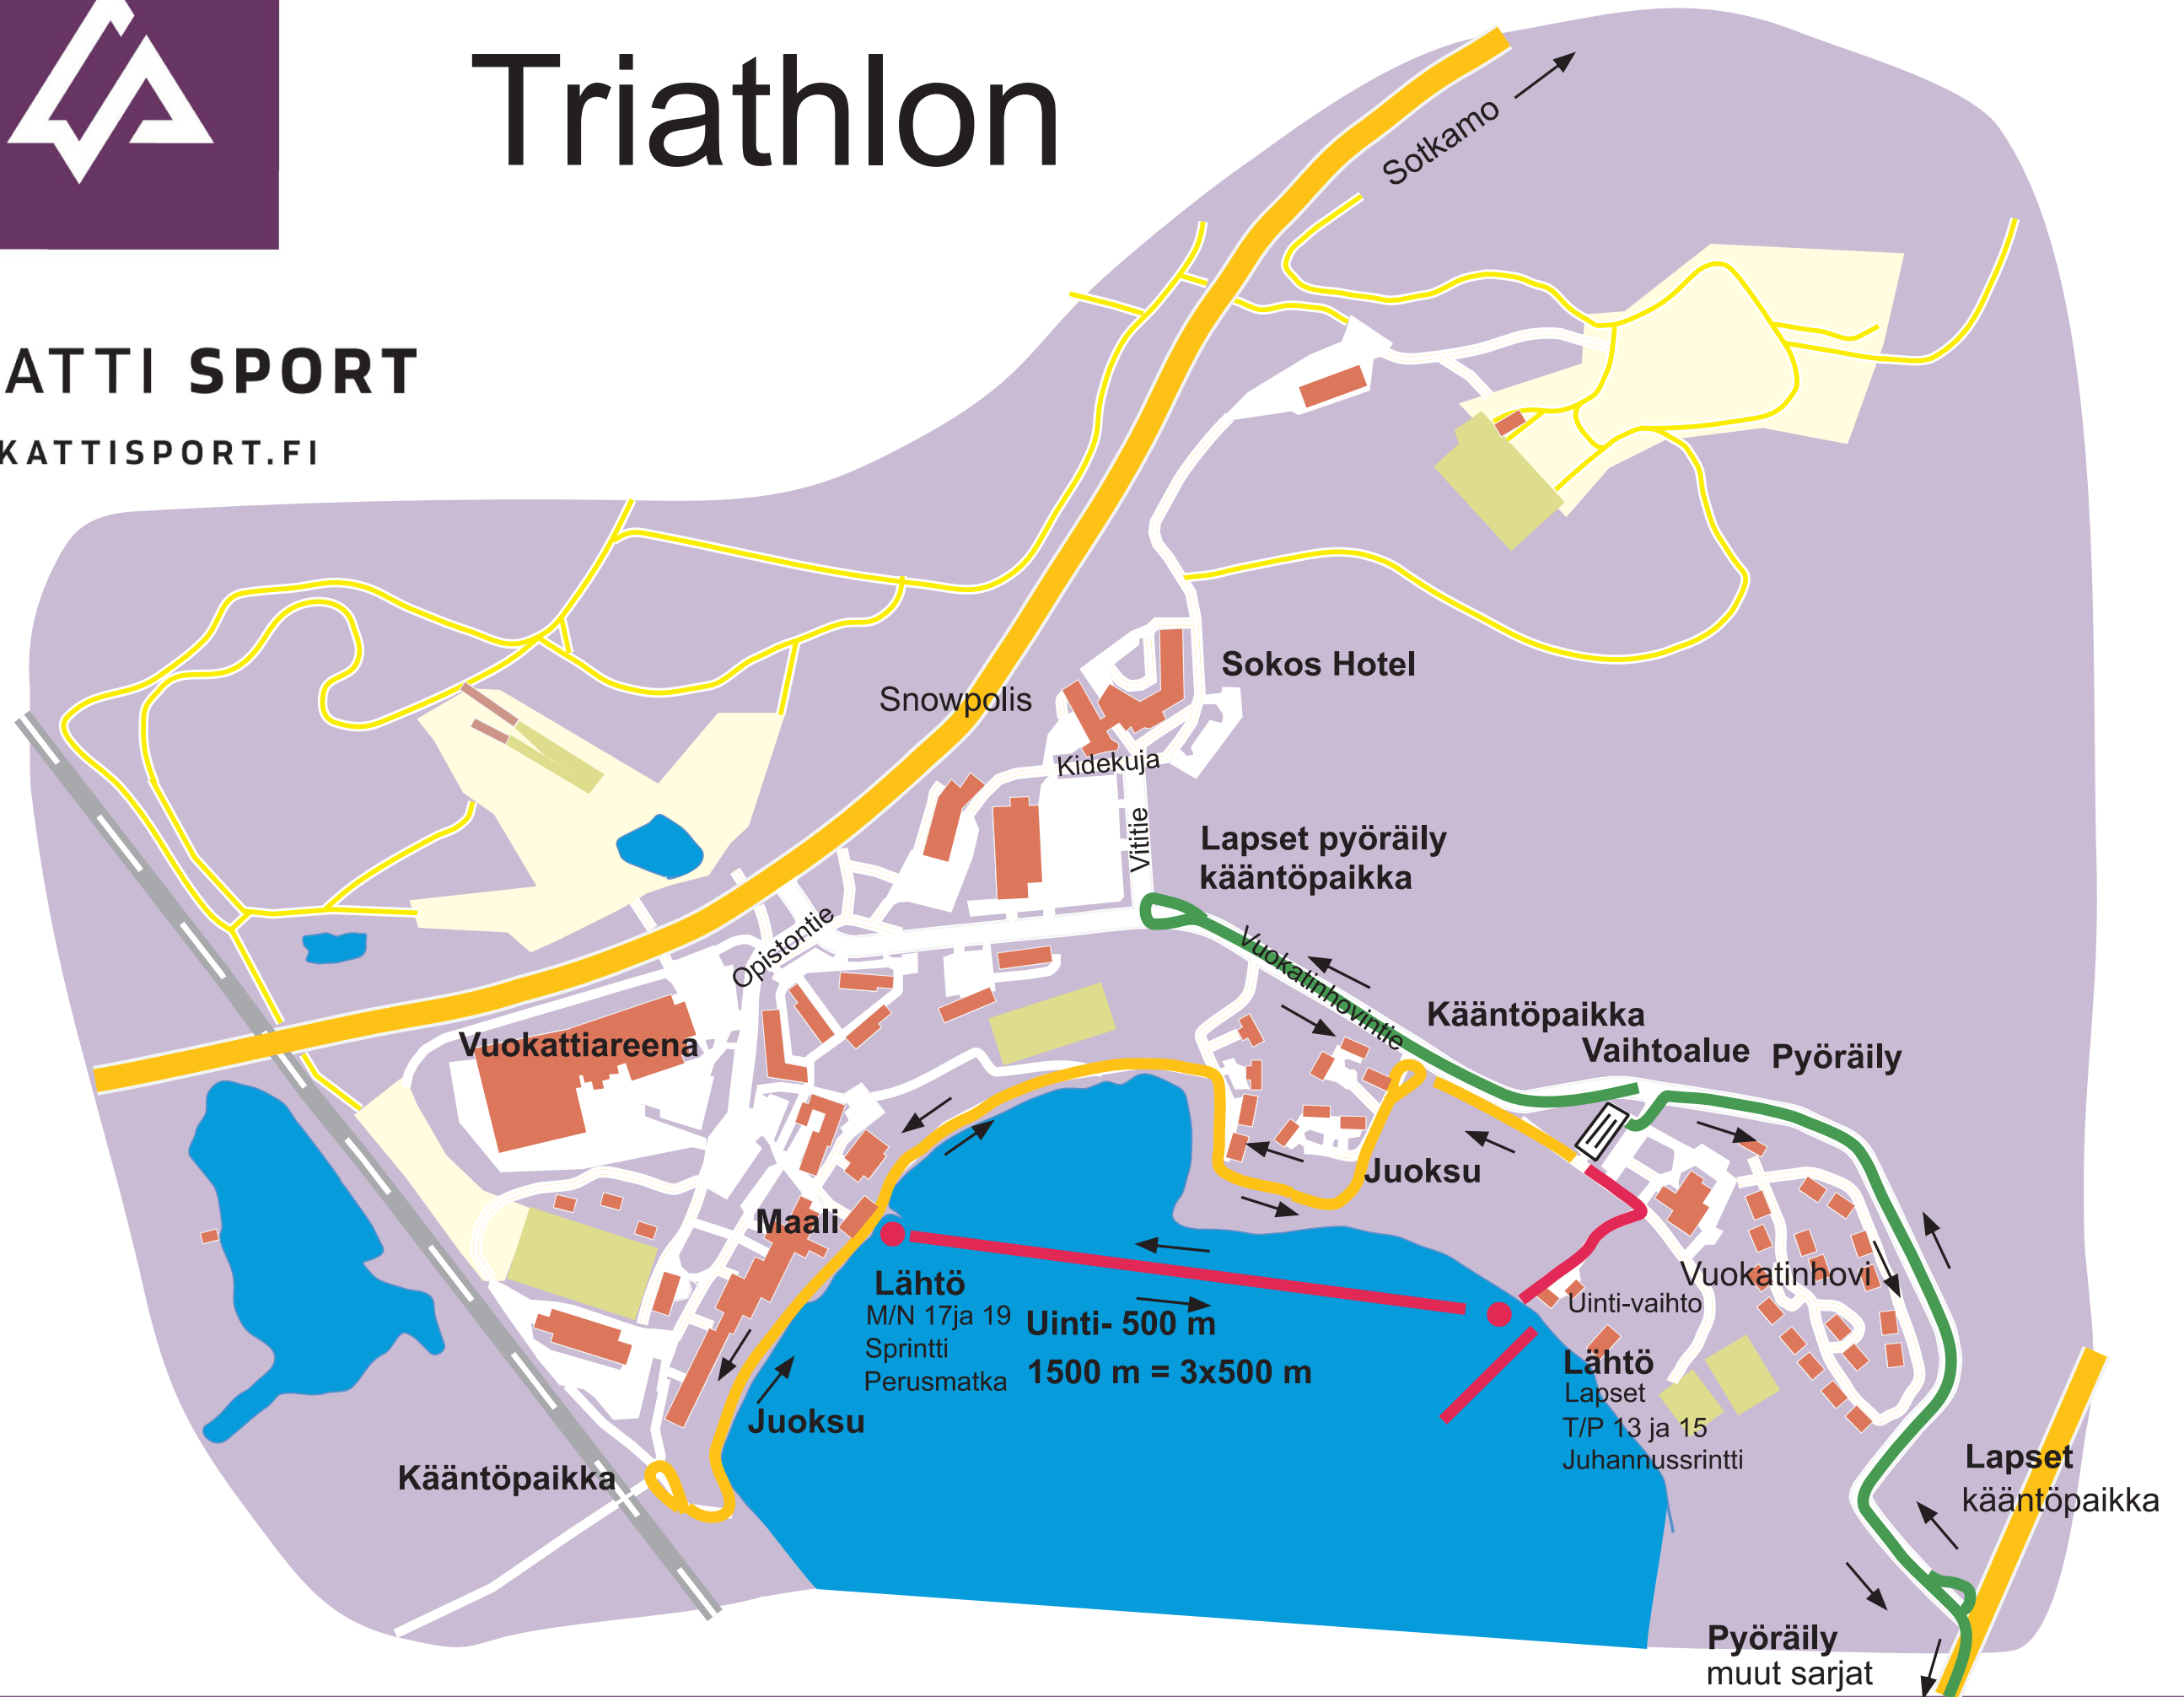 Triathlon
ATTI SPORT
KATTISPORT.FI
Sotkamo
Sokos Hotel
Snowpolis
Kidekuja
Vititie
Lapset pyöräily
kääntöpaikka
Opistontie
Vuokatinhovintie
Kääntöpaikka
Vuokattiareena
Vaihtoalue
Pyöräily
Juoksu
Maali
Lähtö
M/N 17ja 19
Sprintti
Perusmatka
Uinti- 500 m
1500 m = 3x500 m
Vuokatinhovi
Uinti-vaihto
Lähtö
Lapset
T/P 13 ja 15
Juhannussrintti
Juoksu
Kääntöpaikka
Lapset
kääntöpaikka
Pyöräily
muut sarjat